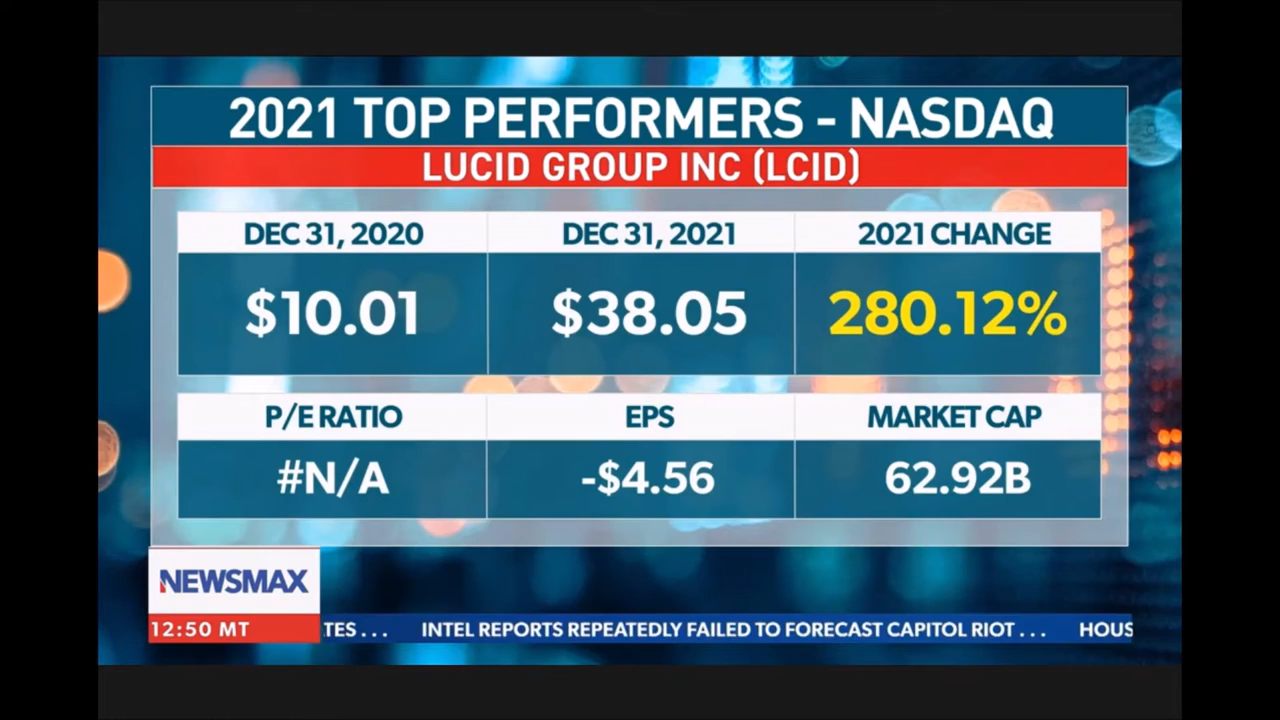 2021 TOP PERFORMERS - NASDAQ
LUCID GROUP INC (LCID)
DEC 31, 2020
DEC 31, 2021
2021 CHANGE
$10.01
$38.05
280.12%
P/E RATIO
EPS
MARKET CAP
#N/A
-$4.56
62.92B
NEWSMAX
12:50 MT
TES . . . INTEL REPORTS REPEATEDLY FAILED TO FORECAST CAPITOL RIOT . . . HOUS